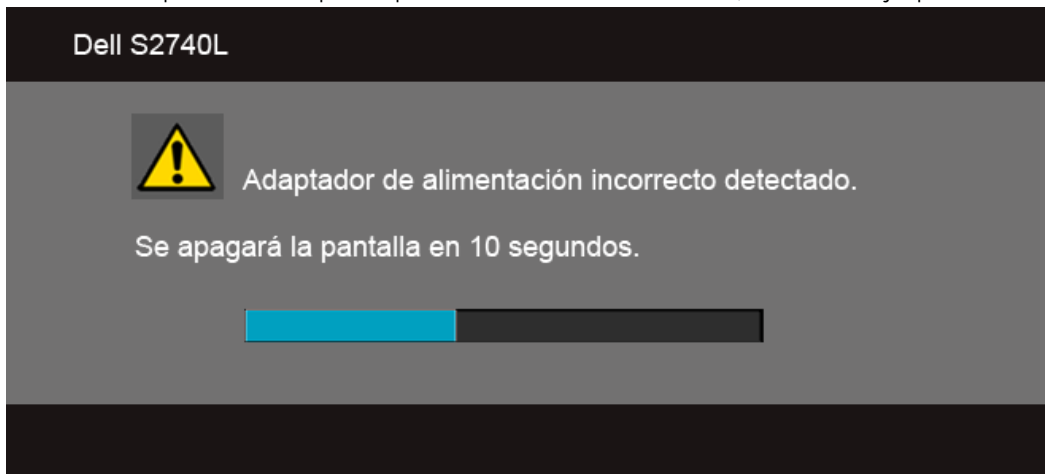 Dell S2740L
Adaptador de alimentación incorrecto detectado.
Se apagará la pantalla en 10 segundos.